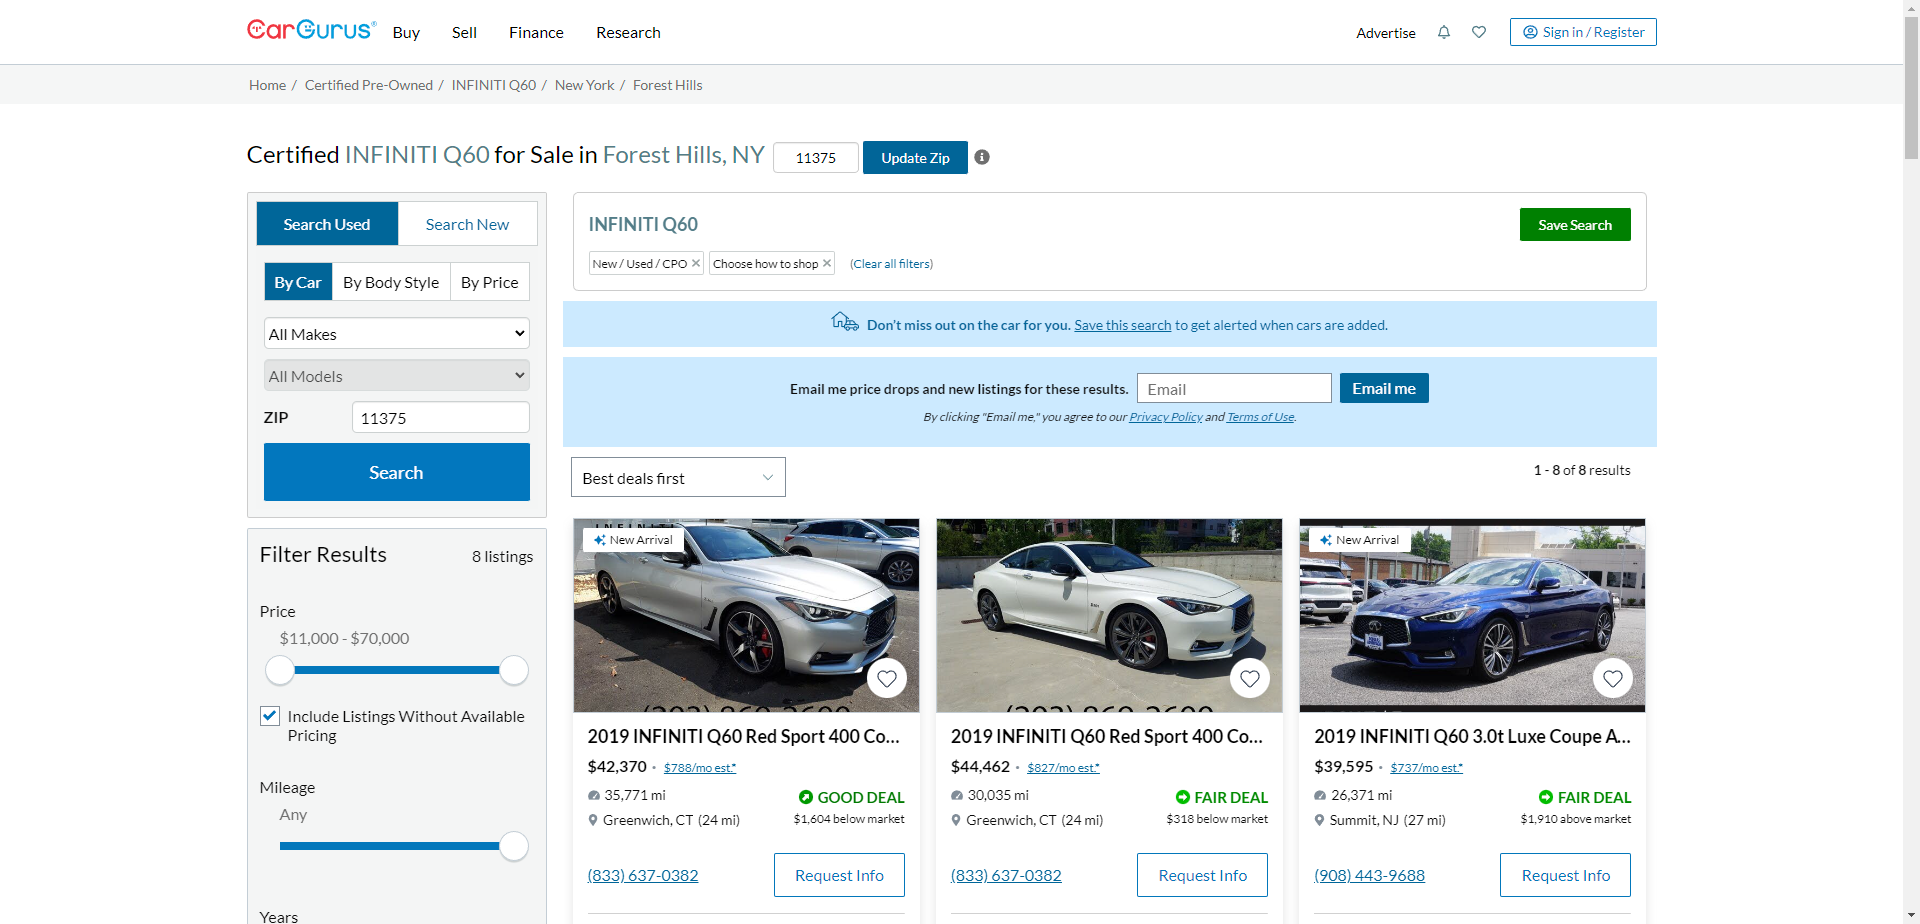 CarGurus®
Buy
Sell
Finance
Research
Advertise
Sign in / Register
Home / Certified Pre-Owned / INFINITI Q60 / New York / Forest Hills
Certified INFINITI Q60 for Sale in Forest Hills, NY
11375
Update Zip
Search Used
Search New
By Car
By Body Style
By Price
All Makes
All Models
ZIP
11375
Search
INFINITI Q60
Save Search
New / Used / CPO
Choose how to shop
(Clear all filters)
Don't miss out on the car for you. Save this search to get alerted when cars are added.
Email me price drops and new listings for these results.
Email
Email me
By clicking "Email me," you agree to our Privacy Policy and Terms of Use.
Best deals first
1 - 8 of 8 results
Filter Results
8 listings
Price
$11,000 - $70,000
Include Listings Without Available
Pricing
Mileage
Any
Years
INFINITI
New Arrival
2019 INFINITI Q60 Red Sport 400 Co...
$42,370 · $788/mo est.*
35,771 mi
GOOD DEAL
Greenwich, CT (24 mi)
$1,604 below market
(833) 637-0382
Request Info
2019 INFINITI Q60 Red Sport 400 Co...
$44,462 · $827/mo est.*
30,035 mi
FAIR DEAL
Greenwich, CT (24 mi)
$318 below market
(833) 637-0382
Request Info
New Arrival
2019 INFINITI Q60 3.0t Luxe Coupe A...
$39,595 · $737/mo est.*
26,371 mi
FAIR DEAL
Summit, NJ (27 mi)
$1,910 above market
(908) 443-9688
Request Info